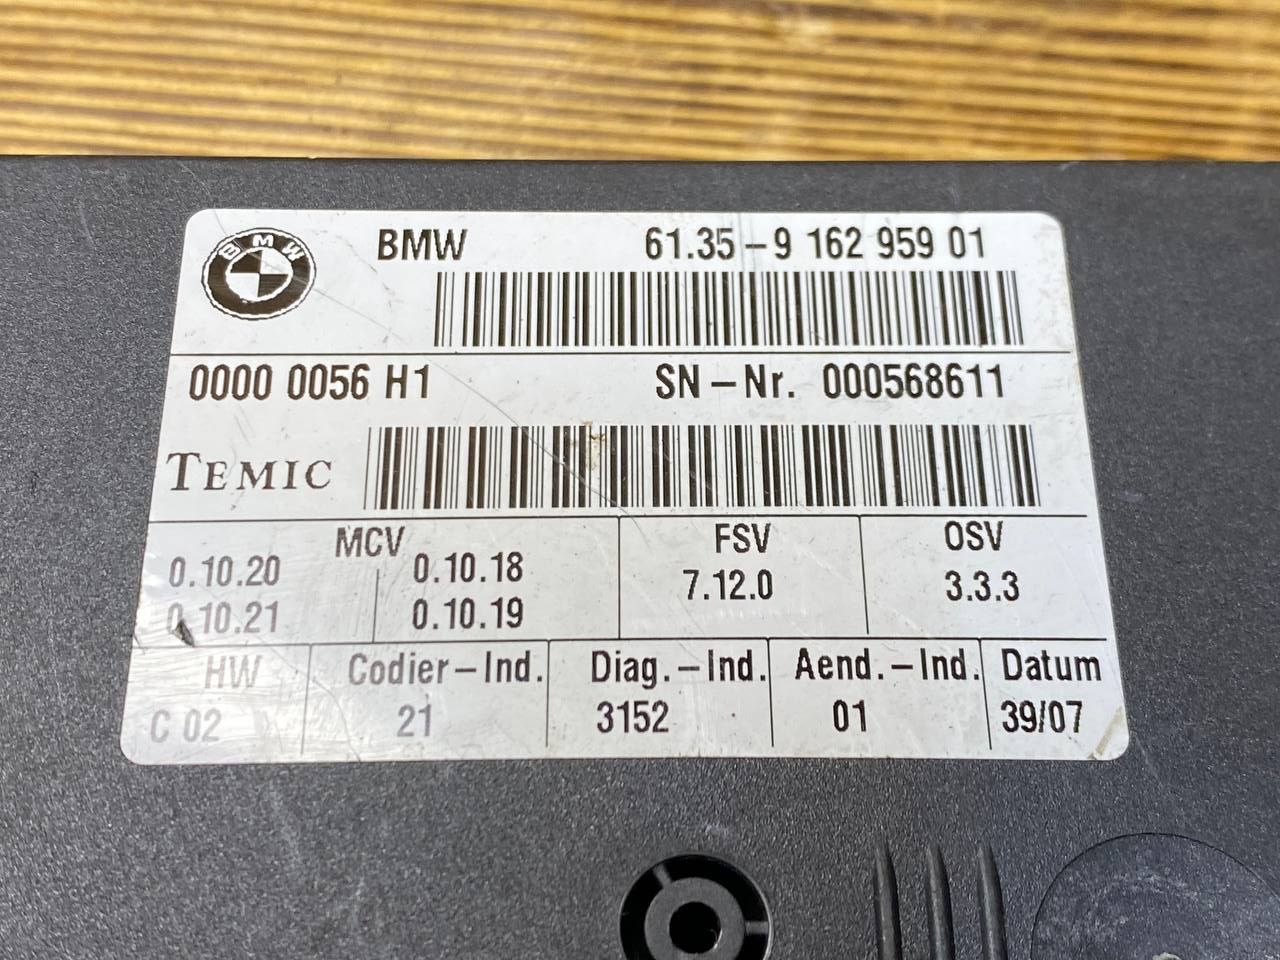 BMW
BMW 61.35-9 162 959 01
0000 0056 H1 SN-Nr. 000568611
TEMIC
MCV FSV OSV
0.10.20 0.10.18 7.12.0 3.3.3
0.10.21 0.10.19
HW Codier-Ind. Diag.-Ind. Aend.-Ind. Datum
C 02 21 3152 01 39/07